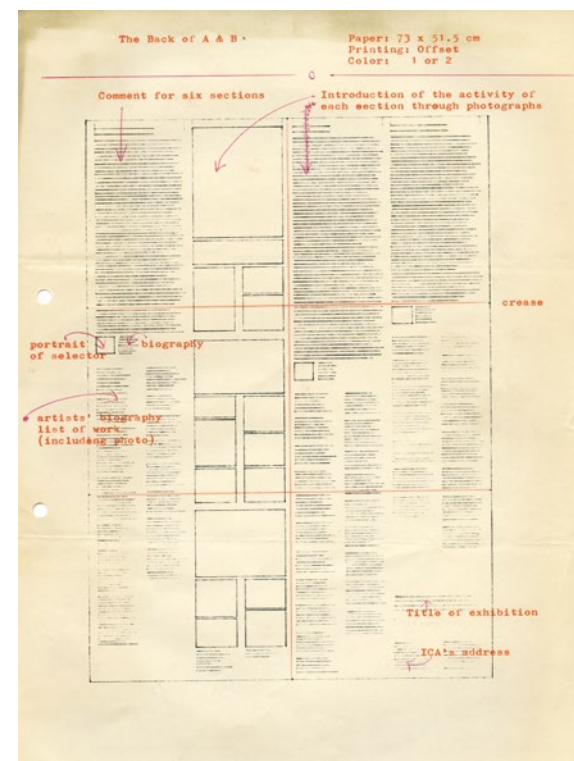 The Back of A & B.
Paper: 73 x 51.5 cm
Printing: Offset
Color: 1 or 2
C
Comment for six sections
Introduction of the activity of
each section through photographs
crease
portrait
of selector
biography
artists' biography
list of work
(including photo)
Title of exhibition
ICA's address